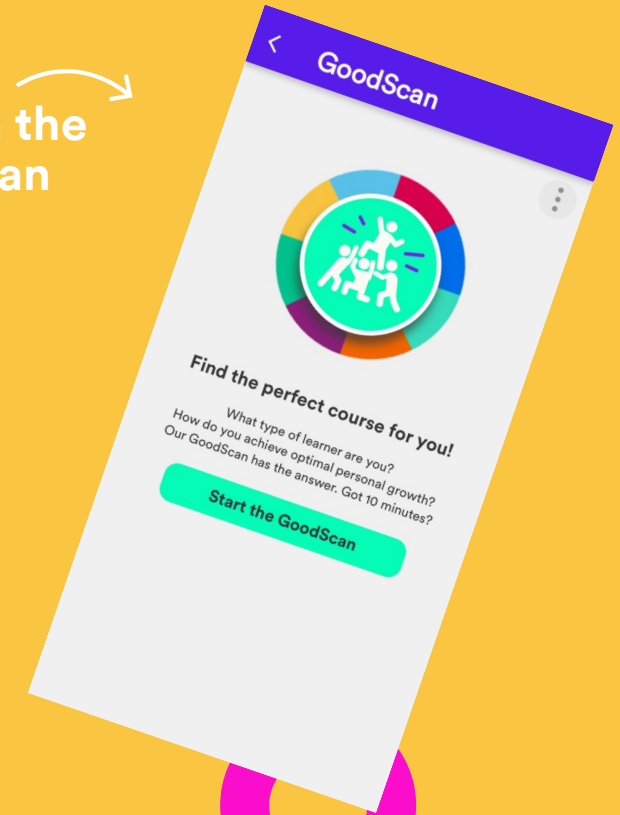 the
an
GoodScan
Find the perfect course for you!
What type of learner are you?
How do you achieve optimal personal growth?
Our GoodScan has the answer. Got 10 minutes?
Start the GoodScan